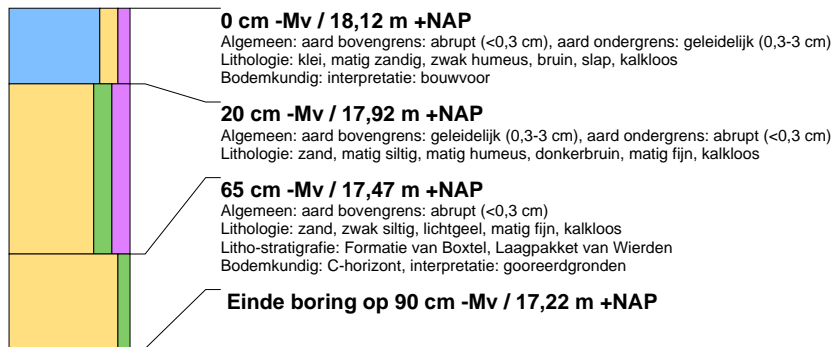 0 cm -Mv / 18,12 m +NAP
Algemeen: aard bovengrens: abrupt (<0,3 cm), aard ondergrens: geleidelijk (0,3-3 cm)
Lithologie: klei, matig zandig, zwak humeus, bruin, slap, kalkloos
Bodemkundig: interpretatie: bouwvoor
20 cm -Mv / 17,92 m +NAP
Algemeen: aard bovengrens: geleidelijk (0,3-3 cm), aard ondergrens: abrupt (<0,3 cm)
Lithologie: zand, matig siltig, matig humeus, donkerbruin, matig fijn, kalkloos
65 cm -Mv / 17,47 m +NAP
Algemeen: aard bovengrens: abrupt (<0,3 cm)
Lithologie: zand, zwak siltig, lichtgeel, matig fijn, kalkloos
Litho-stratigrafie: Formatie van Boxtel, Laagpakket van Wierden
Bodemkundig: C-horizont, interpretatie: gooreerdgronden
Einde boring op 90 cm -Mv / 17,22 m +NAP